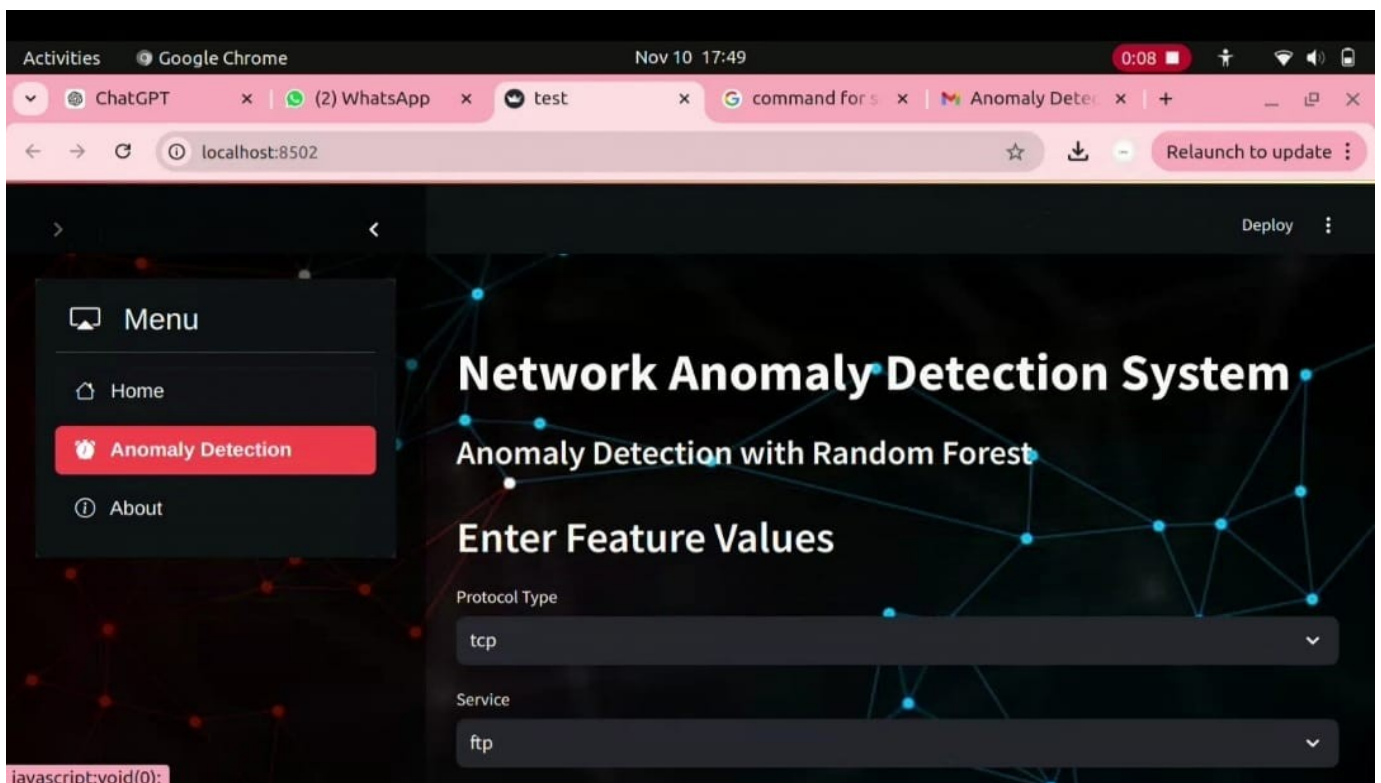 Activities Google Chrome Nov 10 17:49 0:08
ChatGPT (2) WhatsApp test command for s Anomaly Detec
localhost:8502 Relaunch to update
Deploy
Menu
Home
Anomaly Detection
About
Network Anomaly Detection System
Anomaly Detection with Random Forest
Enter Feature Values
Protocol Type
tcp
Service
ftp
javascript:void(0);